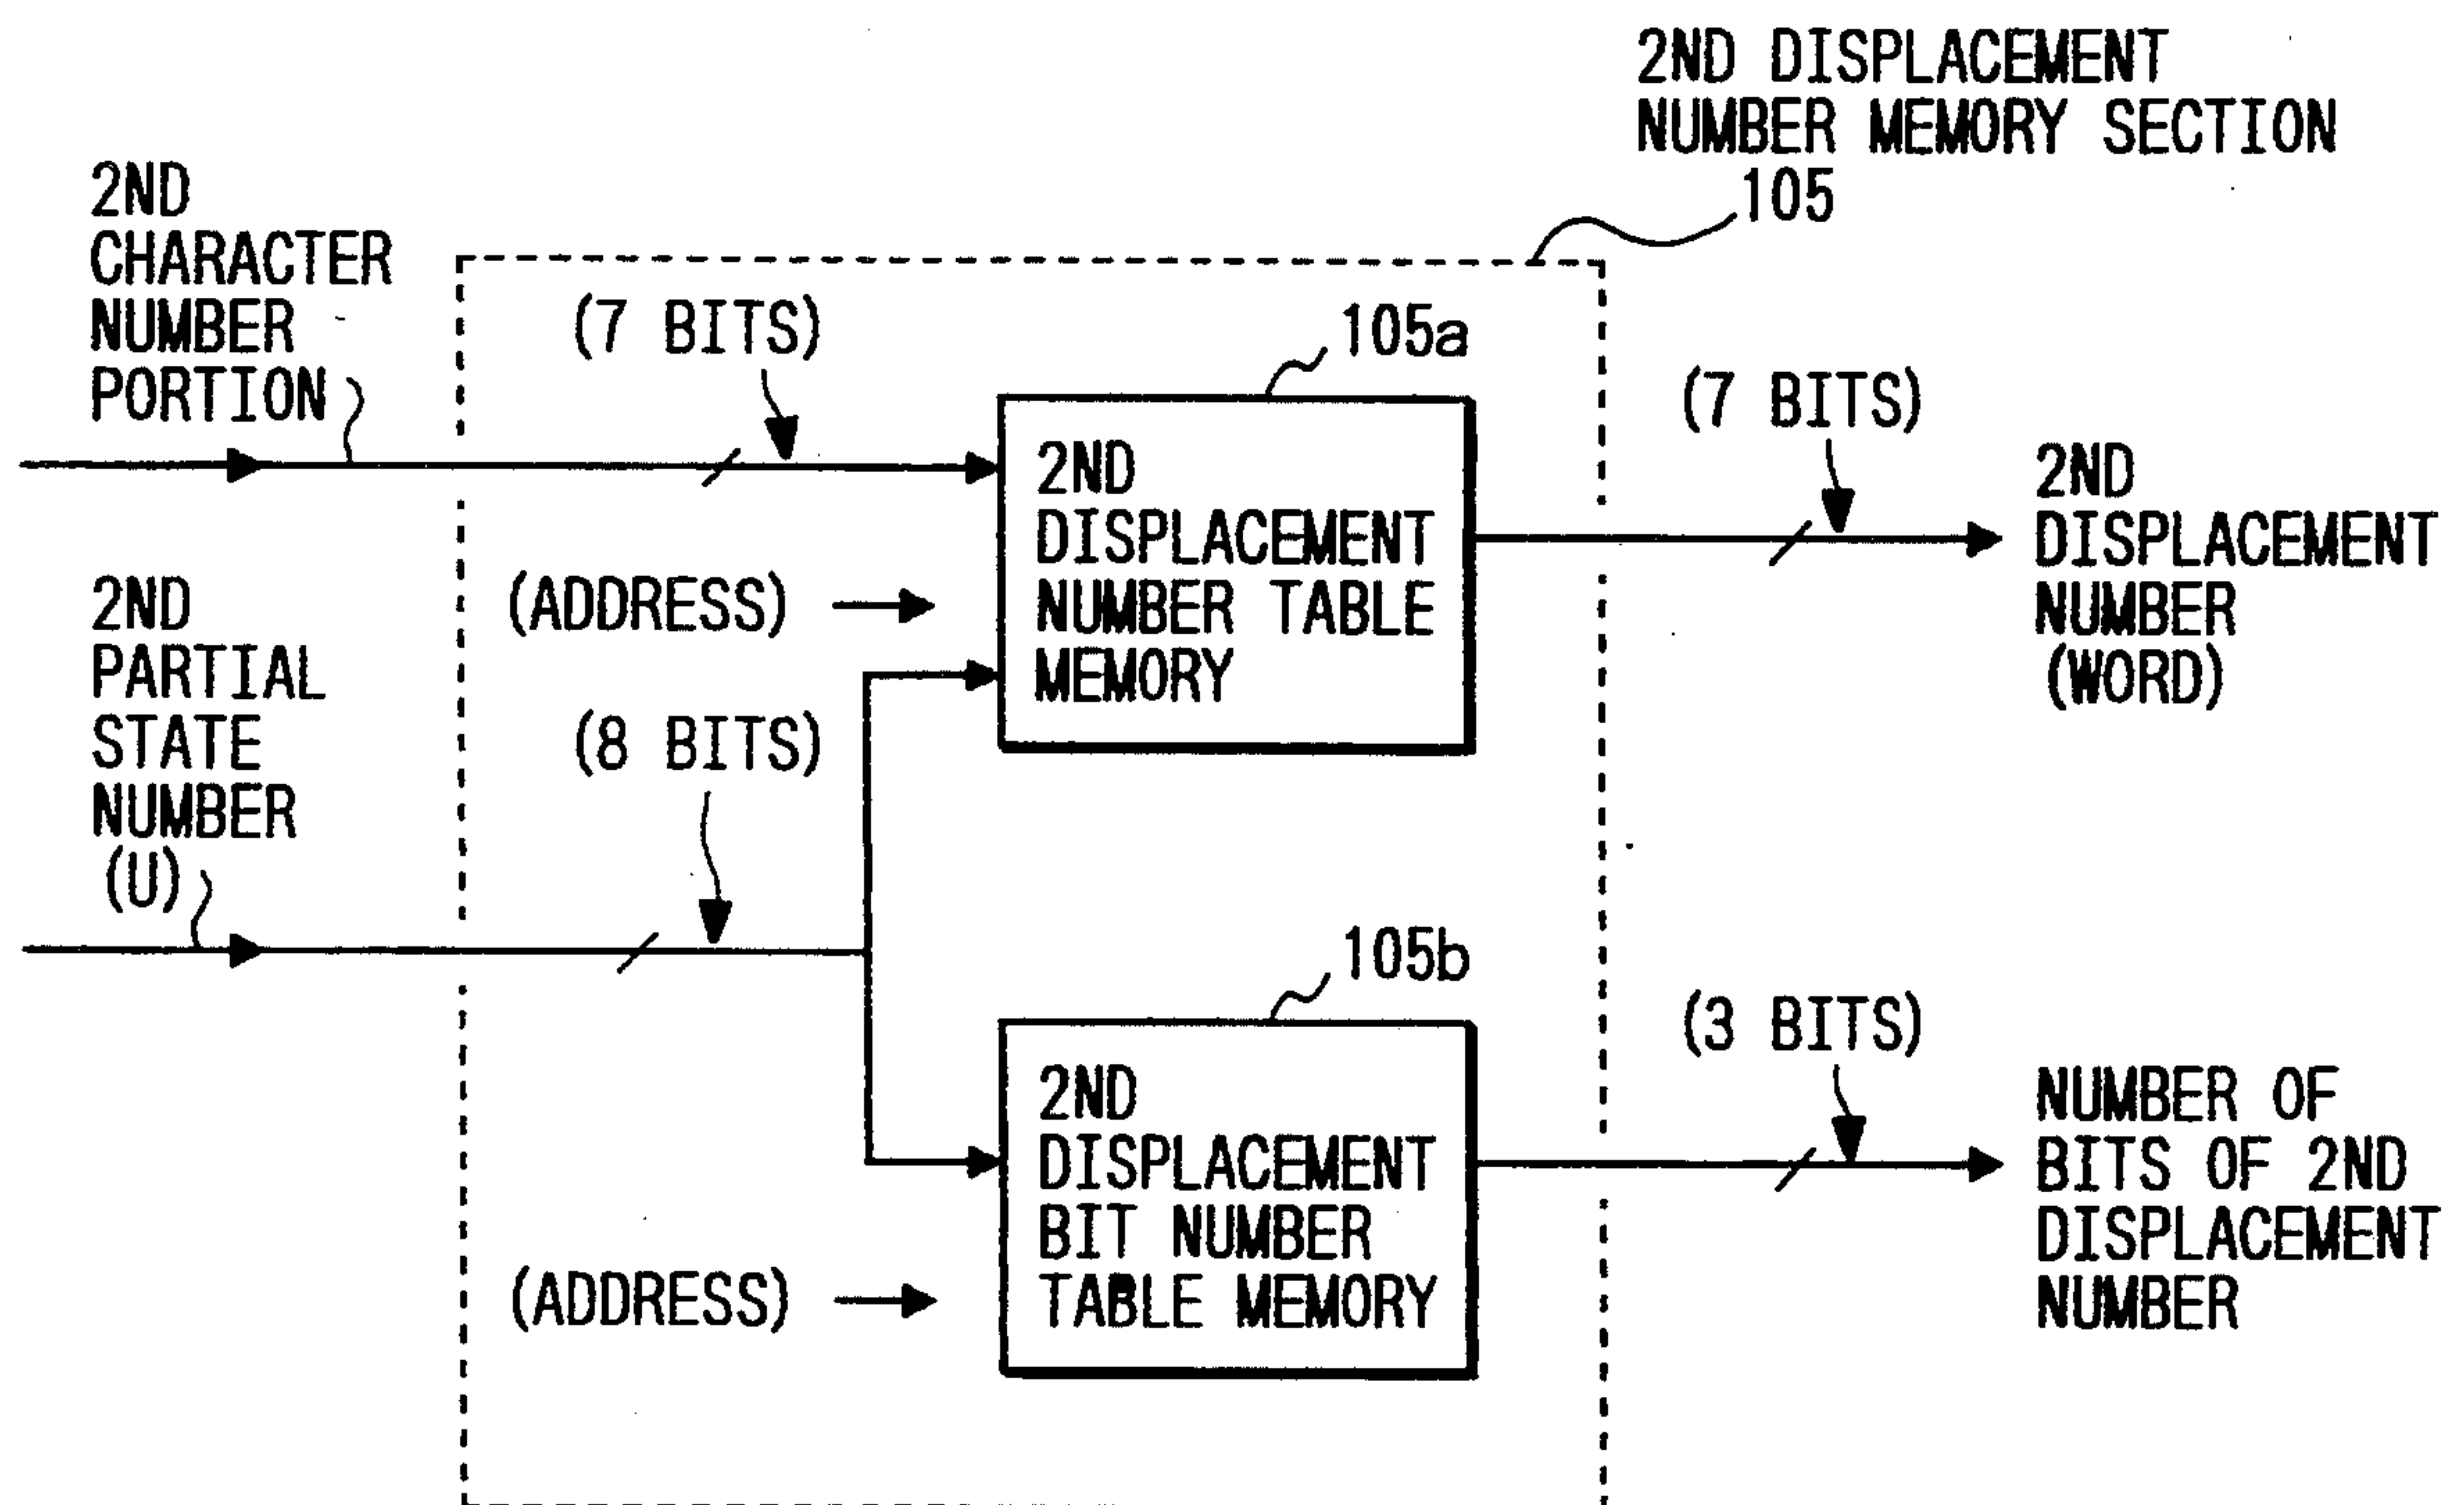 2ND DISPLACEMENT
NUMBER MEMORY SECTION
105
2ND
CHARACTER
NUMBER
PORTION
(7 BITS)
105a
(7 BITS)
2ND
DISPLACEMENT
NUMBER TABLE
MEMORY
2ND
DISPLACEMENT
NUMBER
(WORD)
(ADDRESS)
2ND
PARTIAL
STATE
NUMBER
(U)
(8 BITS)
105b
(3 BITS)
2ND
DISPLACEMENT
BIT NUMBER
TABLE MEMORY
NUMBER OF
BITS OF 2ND
DISPLACEMENT
NUMBER
(ADDRESS)